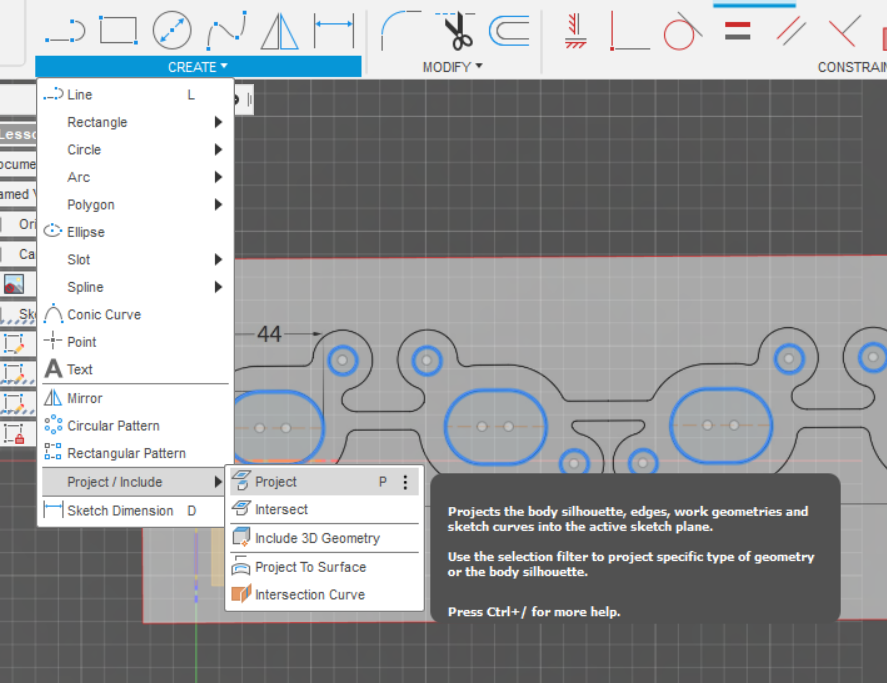 CREATE
MODIFY
CONSTRAIN
Line L
Rectangle
Circle
Arc
Polygon
Ellipse
Slot
Spline
Conic Curve
Point
Text
Mirror
Circular Pattern
Rectangular Pattern
Project / Include
Sketch Dimension D
Project P
Intersect
Include 3D Geometry
Project To Surface
Intersection Curve
Lesso
ocume
amed V
Ori
Ca
Sk
44
Projects the body silhouette, edges, work geometries and
sketch curves into the active sketch plane.
Use the selection filter to project specific type of geometry
or the body silhouette.
Press Ctrl+/ for more help.